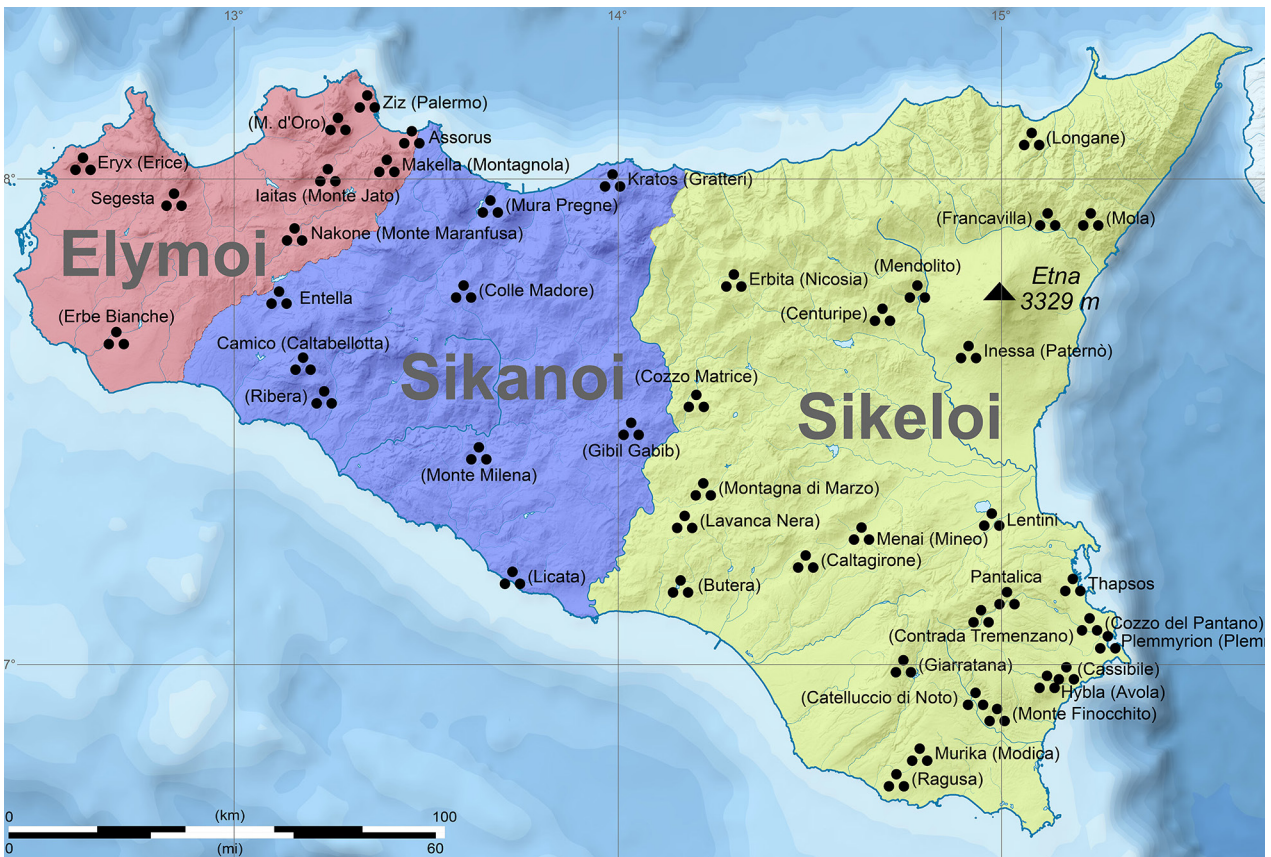 13° 14° 15°
Ziz (Palermo)
(M. d'Oro)
Assorus
(Longane)
Eryx (Erice)
Makella (Montagnola)
8°
Kratos (Gratteri)
Segesta
Iaitas (Monte Jato)
(Mura Pregne)
(Francavilla)
(Mola)
Nakone (Monte Maranfusa)
Elymoi
(Mendolito)
Etna
3329 m
Erbita (Nicosia)
(Colle Madore)
Entella
(Centuripe)
(Erbe Bianche)
Camico (Caltabellotta)
Inessa (Paternò)
Sikanoi
(Cozzo Matrice)
(Ribera)
Sikeloi
(Gibil Gabib)
(Monte Milena)
(Montagna di Marzo)
(Lavanca Nera)
Lentini
Menai (Mineo)
(Caltagirone)
(Licata)
(Butera)
Pantalica
Thapsos
(Cozzo del Pantano)
(Contrada Tremenzano)
Plemmyrion (Plem
7°
(Giarratana)
(Cassibile)
Hybla (Avola)
(Catelluccio di Noto)
(Monte Finocchito)
Murika (Modica)
(Ragusa)
0 (km) 100
0 (mi) 60